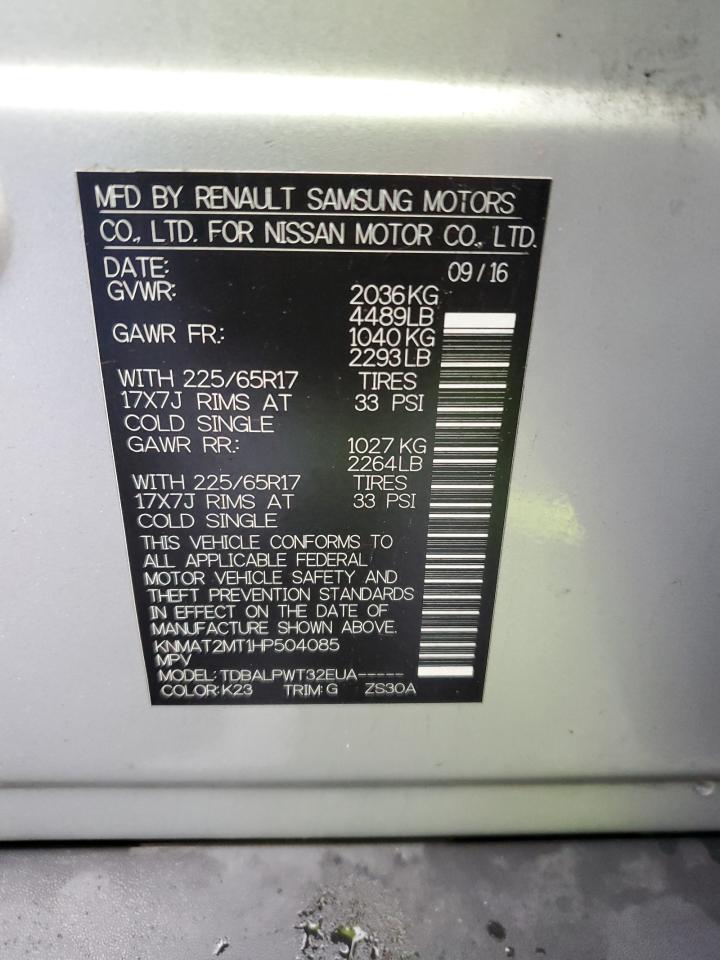 MFD BY RENAULT SAMSUNG MOTORS
CO., LTD. FOR NISSAN MOTOR CO., LTD.
DATE: 09/16
GVWR: 2036KG
4489LB
GAWR FR.: 1040 KG
2293LB
WITH 225/65R17 TIRES
17X7J RIMS AT 33 PSI
COLD SINGLE
GAWR RR.: 1027 KG
2264LB
WITH 225/65R17 TIRES
17X7J RIMS AT 33 PSI
COLD SINGLE
THIS VEHICLE CONFORMS TO
ALL APPLICABLE FEDERAL
MOTOR VEHICLE SAFETY AND
THEFT PREVENTION STANDARDS
IN EFFECT ON THE DATE OF
MANUFACTURE SHOWN ABOVE.
KNMAT2MT1HP504085
MPV
MODEL: TDBALPWT32EUA-----
COLOR:K23 TRIM:G ZS30A